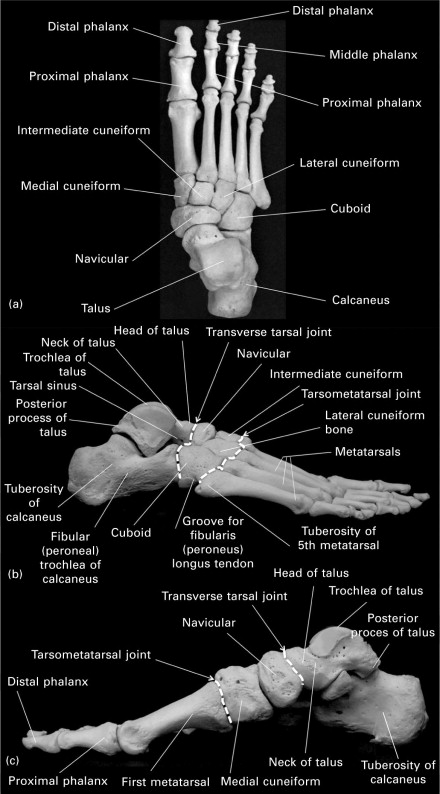 Distal phalanx
Distal phalanx
Middle phalanx
Proximal phalanx
Proximal phalanx
Intermediate cuneiform
Lateral cuneiform
Medial cuneiform
Cuboid
Navicular
Calcaneus
Talus
(a)
Head of talus
Transverse tarsal joint
Neck of talus
Navicular
Trochlea of
talus
Intermediate cuneiform
Tarsal sinus
Tarsometatarsal joint
Posterior
process of
talus
Lateral cuneiform
bone
Metatarsals
Tuberosity
of calcaneus
Cuboid
Groove for
fibularis
(peroneus)
longus tendon
Tuberosity of
5th metatarsal
Fibular
(peroneal)
trochlea of
calcaneus
(b)
Head of talus
Trochlea of talus
Transverse tarsal joint
Posterior
proces of talus
Navicular
Tarsometatarsal joint
Distal phalanx
Neck of talus
Tuberosity of
calcaneus
Proximal phalanx
First metatarsal
Medial cuneiform
(c)